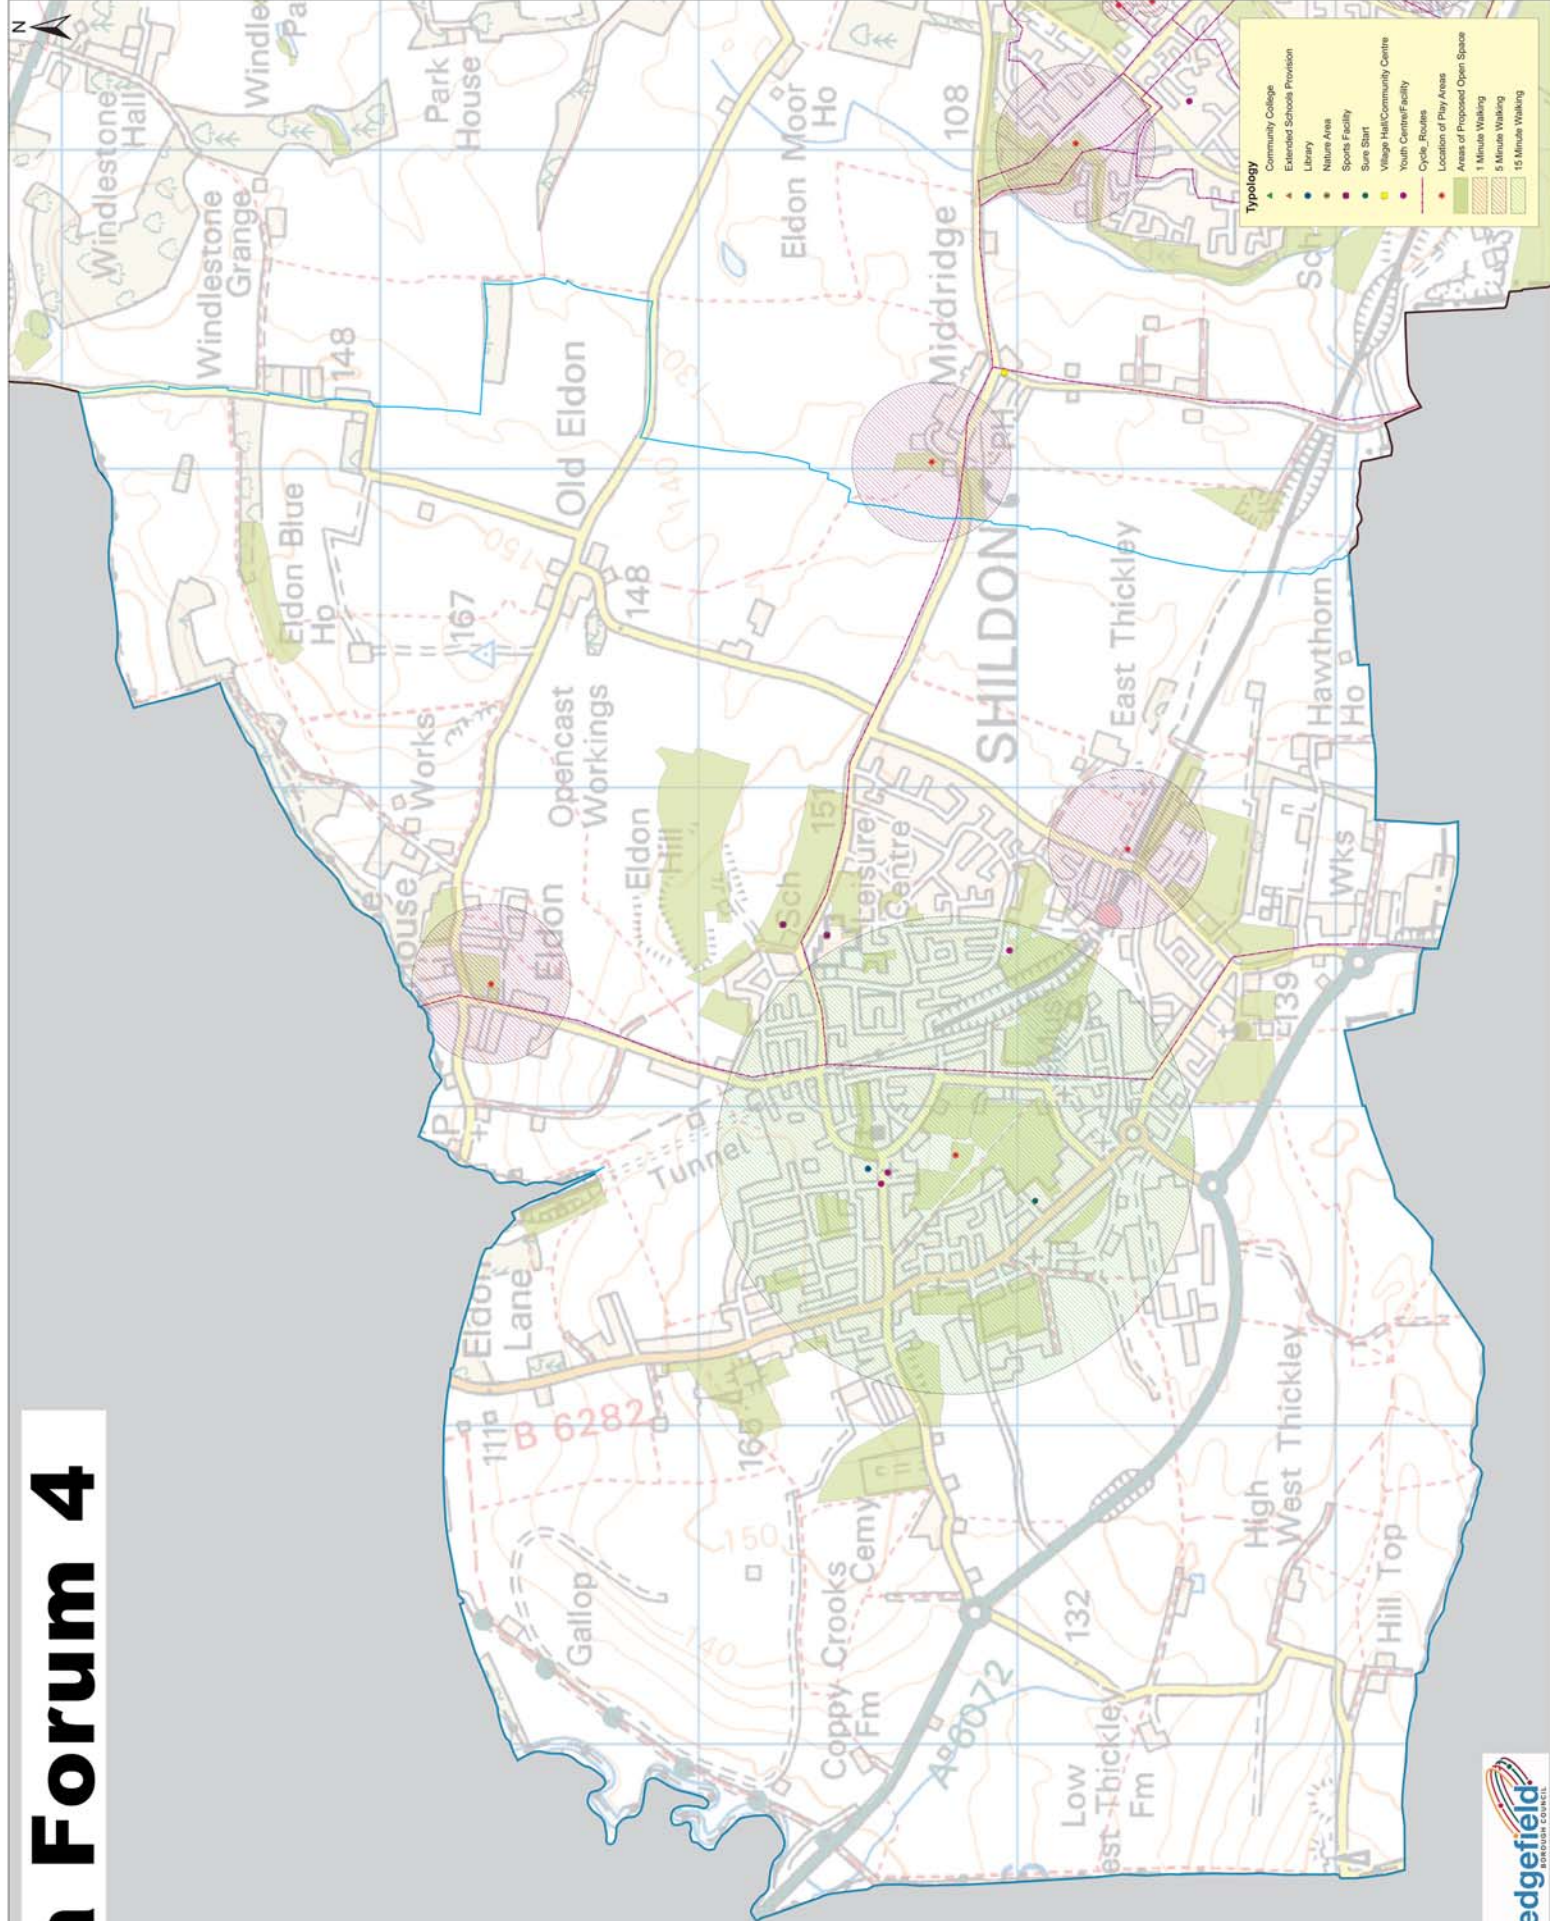 Forum 4
N
Windlestone
Hall
Windlestone
Grange
Park
House
148
Eldon Moor
Ho
108
Middridge
Old Eldon
130
140
150
Eldon Blue
Ho
167
148
Works
Opencast
Workings
Eldon
Hill
Sch
151
Leisure
Centre
PH
SHILDON
East Thickley
Hawthorn
Ho
Wks
139
Mus
House
Eldon
P
Tunnel
Eldon
Lane
111
B 6282
165
Gallop
150
140
Coppy Crooks
Fm
Cemy
A 6072
132
High
West Thickley
Hill Top
Low
est Thickley
Fm
Sch
Typology
Community College
Extended Schools Provision
Library
Nature Area
Sports Facility
Sure Start
Village Hall/Community Centre
Youth Centre/Facility
Cycle_Routes
Location of Play Areas
Areas of Proposed Open Space
1 Minute Walking
5 Minute Walking
15 Minute Walking
edgefield
BOROUGH COUNCIL